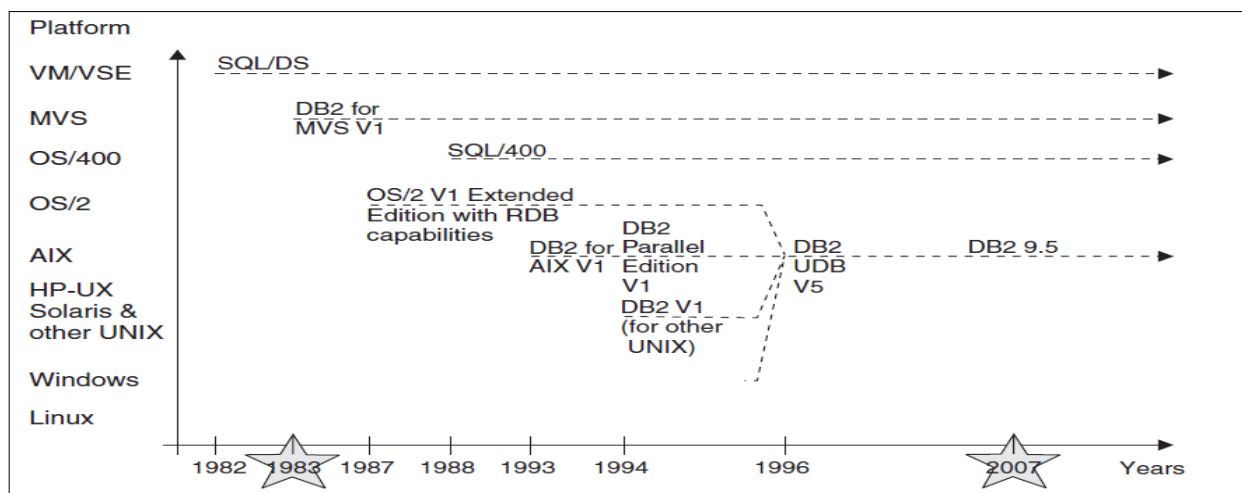 Platform
VM/VSE
SQL/DS
MVS
DB2 for
MVS V1
OS/400
SQL/400
OS/2
OS/2 V1 Extended
Edition with RDB
capabilities
AIX
DB2 for
AIX V1
DB2
Parallel
Edition
V1
DB2
UDB
V5
DB2 9.5
HP-UX
Solaris &
other UNIX
DB2 V1
(for other
UNIX)
Windows
Linux
1982 1983 1987 1988 1993 1994 1996 2007 Years